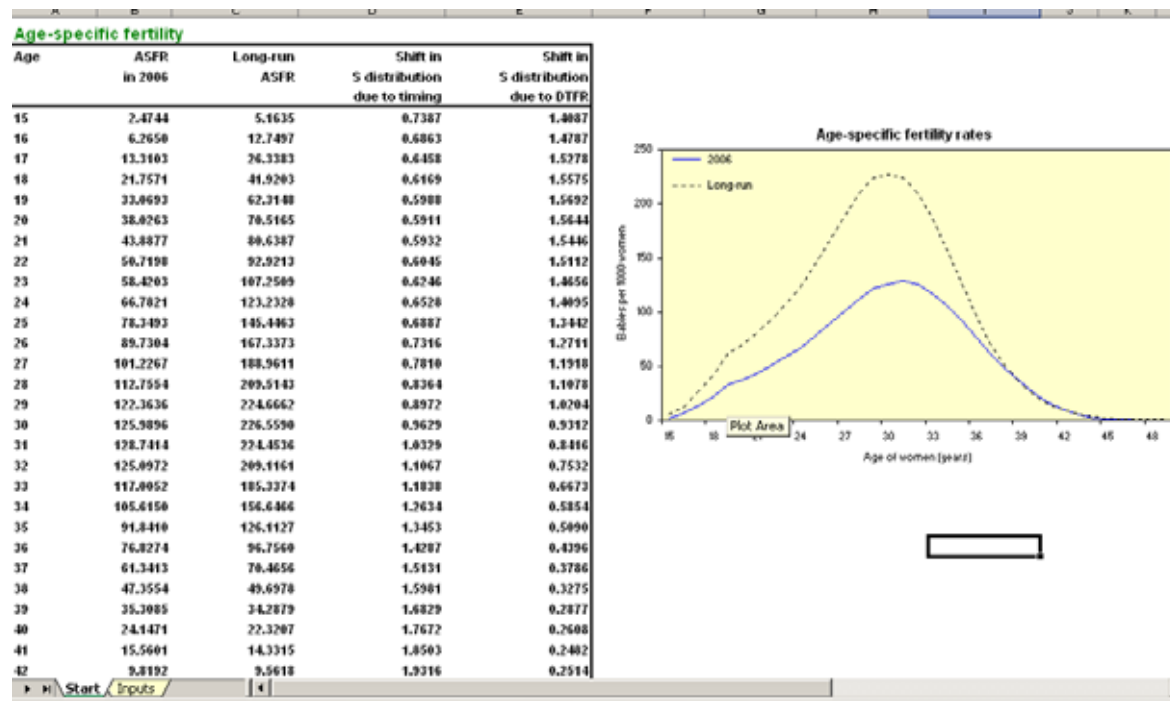 A B C D E F G H I J K
Age-specific fertility
Age ASFR Long-run Shift in Shift in
in 2006 ASFR S distribution S distribution
due to timing due to DTFR
15 2.4744 5.1635 0.7387 1.4087
16 6.2650 12.7497 0.6863 1.4787
17 13.3103 26.3383 0.6458 1.5278
18 21.7571 41.9203 0.6169 1.5575
19 33.0693 62.3148 0.5988 1.5692
20 38.0263 70.5165 0.5911 1.5644
21 43.8877 80.6387 0.5932 1.5446
22 50.7198 92.9213 0.6045 1.5112
23 58.4203 107.2509 0.6246 1.4656
24 66.7821 123.2328 0.6528 1.4095
25 78.3493 145.4463 0.6887 1.3442
26 89.7304 167.3373 0.7316 1.2711
27 101.2267 188.9611 0.7810 1.1918
28 112.7554 209.5143 0.8364 1.1078
29 122.3636 224.6662 0.8972 1.0204
30 125.9896 226.5590 0.9629 0.9312
31 128.7414 224.4536 1.0329 0.8416
32 125.0972 209.1161 1.1067 0.7532
33 117.0052 185.3374 1.1838 0.6673
34 105.6150 156.6466 1.2634 0.5854
35 91.8410 126.1127 1.3453 0.5090
36 76.8274 96.7560 1.4287 0.4396
37 61.3413 70.4656 1.5131 0.3786
38 47.3554 49.6978 1.5981 0.3275
39 35.3085 34.2879 1.6829 0.2877
40 24.1471 22.3207 1.7672 0.2608
41 15.5601 14.3315 1.8503 0.2482
42 9.8192 9.5618 1.9316 0.2514
Start Inputs
Age-specific fertility rates
2006
Long-run
250
200
150
100
50
0
Babies per 1000 women
15 18 24 27 30 33 36 39 42 45 48
Plot Area
Age of women (years)